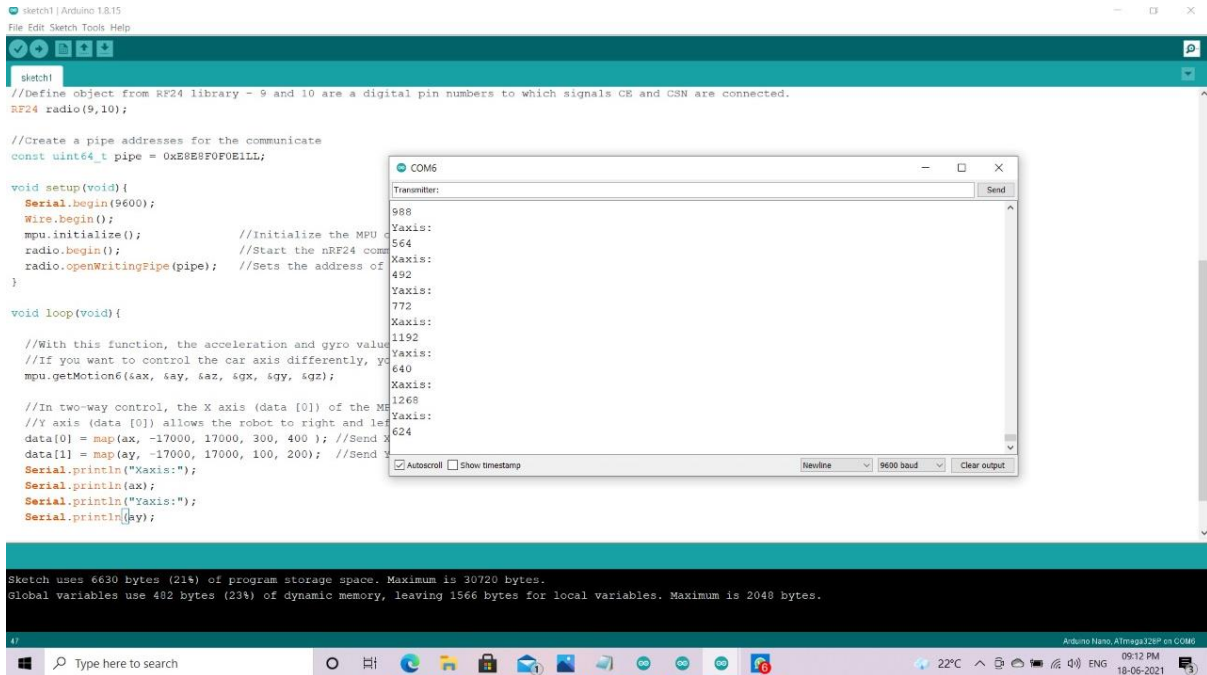 sketch1 | Arduino 1.8.15
File Edit Sketch Tools Help
sketch1
//Define object from RF24 library - 9 and 10 are a digital pin numbers to which signals CE and CSN are connected.
RF24 radio(9,10);
//Create a pipe addresses for the communicate
const uint64_t pipe = 0xE8E8F0F0E1LL;
void setup(void){
Serial.begin(9600);
Wire.begin();
mpu.initialize(); //Initialize the MPU
radio.begin(); //Start the nRF24 comm
radio.openWritingPipe(pipe); //Sets the address of
}
void loop(void){
//With this function, the acceleration and gyro value
//If you want to control the car axis differently, yo
mpu.getMotion6(&ax, &ay, &az, &gx, &gy, &gz);
//In two-way control, the X axis (data [0]) of the MP
//Y axis (data [0]) allows the robot to right and lef
data[0] = map(ax, -17000, 17000, 300, 400 ); //Send X
data[1] = map(ay, -17000, 17000, 100, 200); //Send Y
Serial.println("Xaxis:");
Serial.println(ax);
Serial.println("Yaxis:");
Serial.println(ay);
COM6
Transmitter:
Send
988
Yaxis:
564
Xaxis:
492
Yaxis:
772
Xaxis:
1192
Yaxis:
640
Xaxis:
1268
Yaxis:
624
Autoscroll Show timestamp Newline 9600 baud Clear output
Sketch uses 6630 bytes (21%) of program storage space. Maximum is 30720 bytes.
Global variables use 482 bytes (23%) of dynamic memory, leaving 1566 bytes for local variables. Maximum is 2048 bytes.
47 Arduino Nano, ATmega328P on COM6
Type here to search 22°C ENG 09:12 PM
18-06-2021